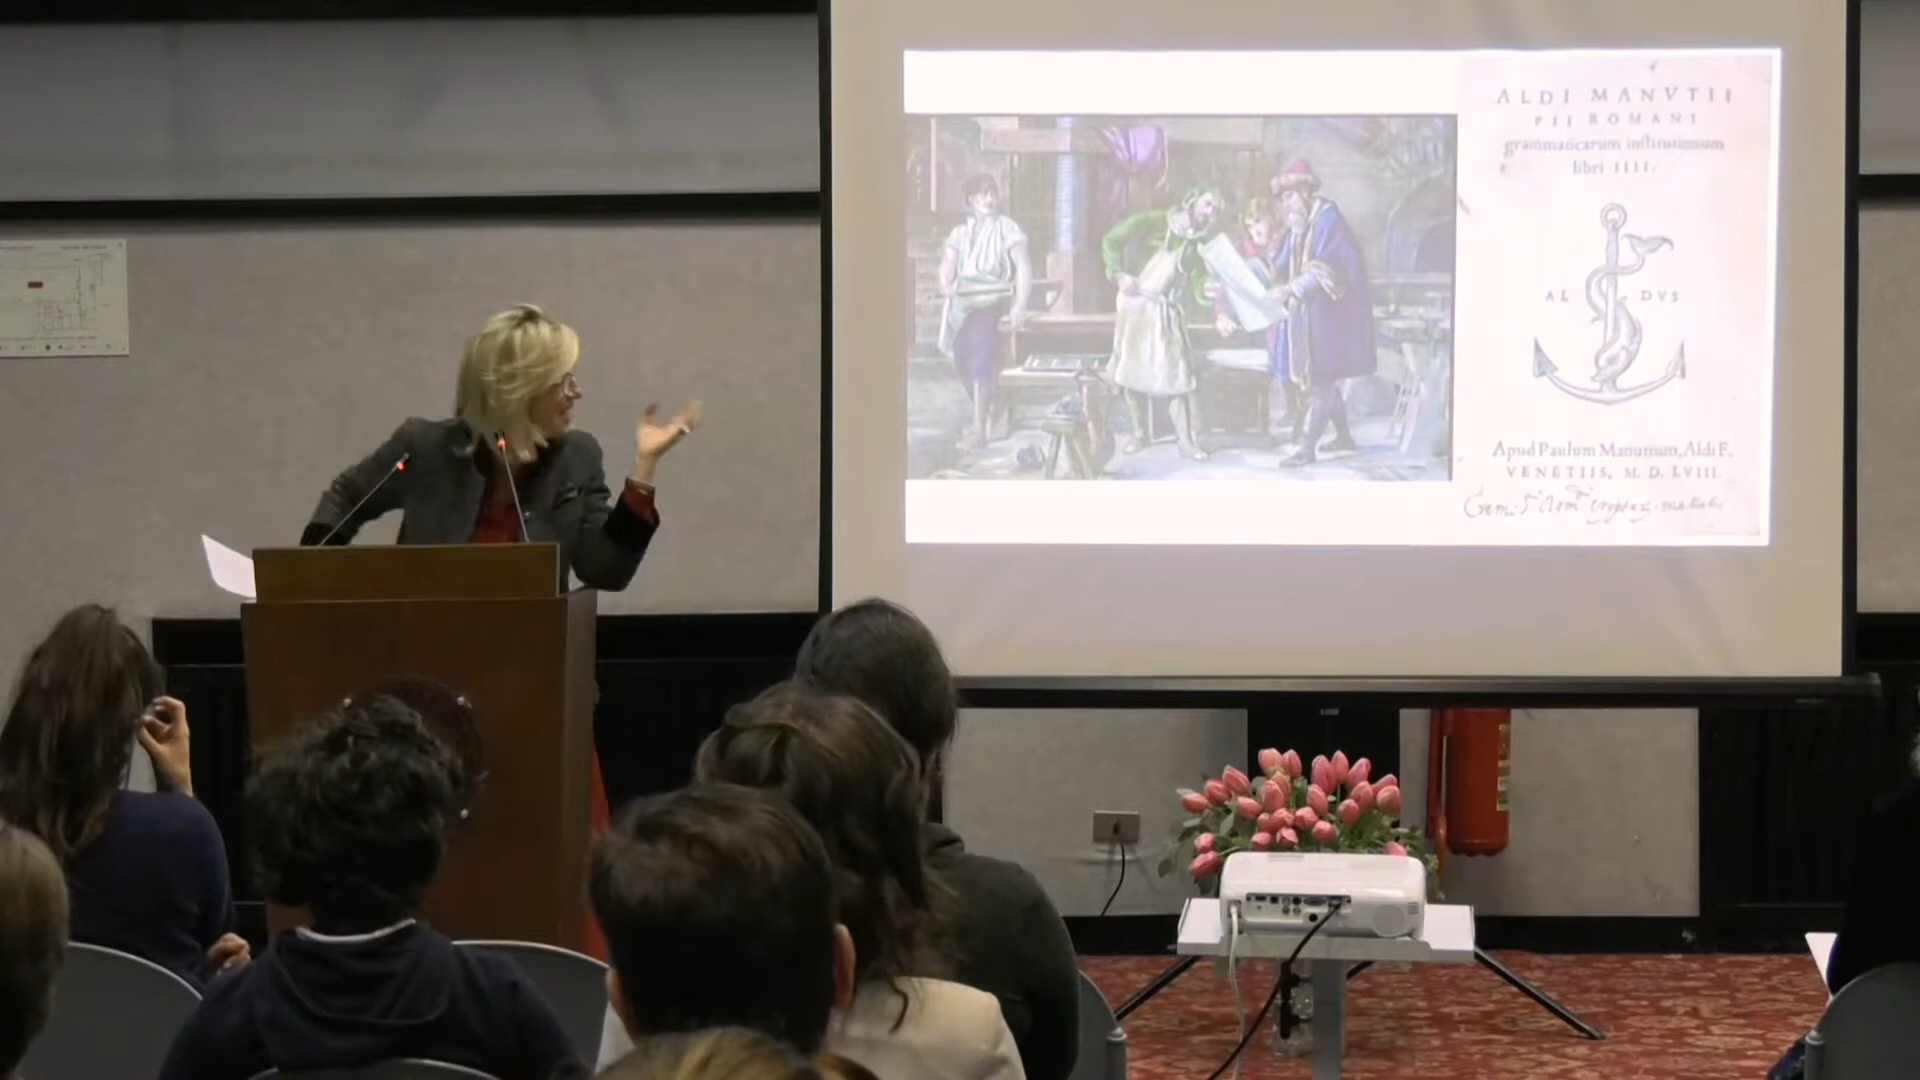 ALDI MANVTII
PII ROMANI
grammaticarum inſtitutionum
libri IIII.
AL DVS
Apud Paulum Manutium, Aldi F.
VENETIIS, M. D. LVIII.